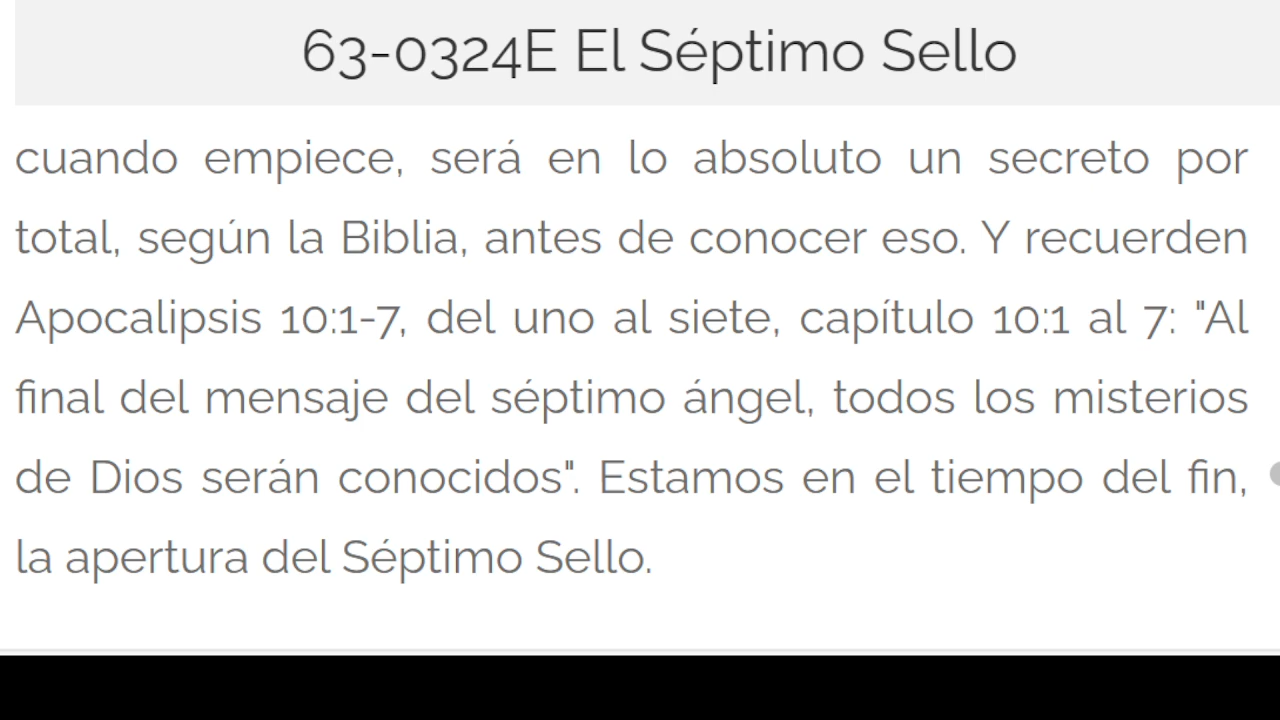 63-0324E El Séptimo Sello
cuando empiece, será en lo absoluto un secreto por
total, según la Biblia, antes de conocer eso. Y recuerden
Apocalipsis 10:1-7, del uno al siete, capítulo 10:1 al 7: "Al
final del mensaje del séptimo ángel, todos los misterios
de Dios serán conocidos". Estamos en el tiempo del fin,
la apertura del Séptimo Sello.